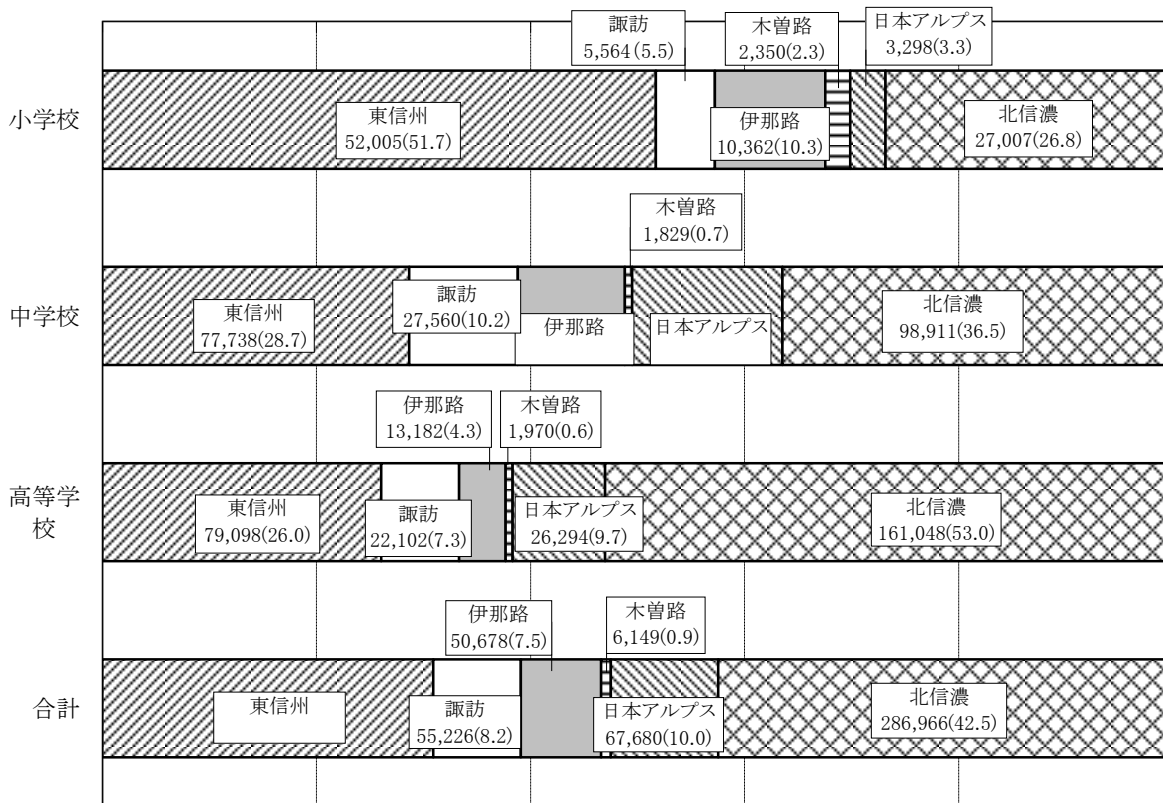 諏訪
5,564(5.5)
木曽路
2,350(2.3)
日本アルプス
3,298(3.3)
小学校
東信州
52,005(51.7)
伊那路
10,362(10.3)
北信濃
27,007(26.8)
木曽路
1,829(0.7)
中学校
東信州
77,738(28.7)
諏訪
27,560(10.2)
伊那路
日本アルプス
北信濃
98,911(36.5)
伊那路
13,182(4.3)
木曽路
1,970(0.6)
高等学
校
東信州
79,098(26.0)
諏訪
22,102(7.3)
日本アルプス
26,294(9.7)
北信濃
161,048(53.0)
伊那路
50,678(7.5)
木曽路
6,149(0.9)
合計
東信州
諏訪
55,226(8.2)
日本アルプス
67,680(10.0)
北信濃
286,966(42.5)